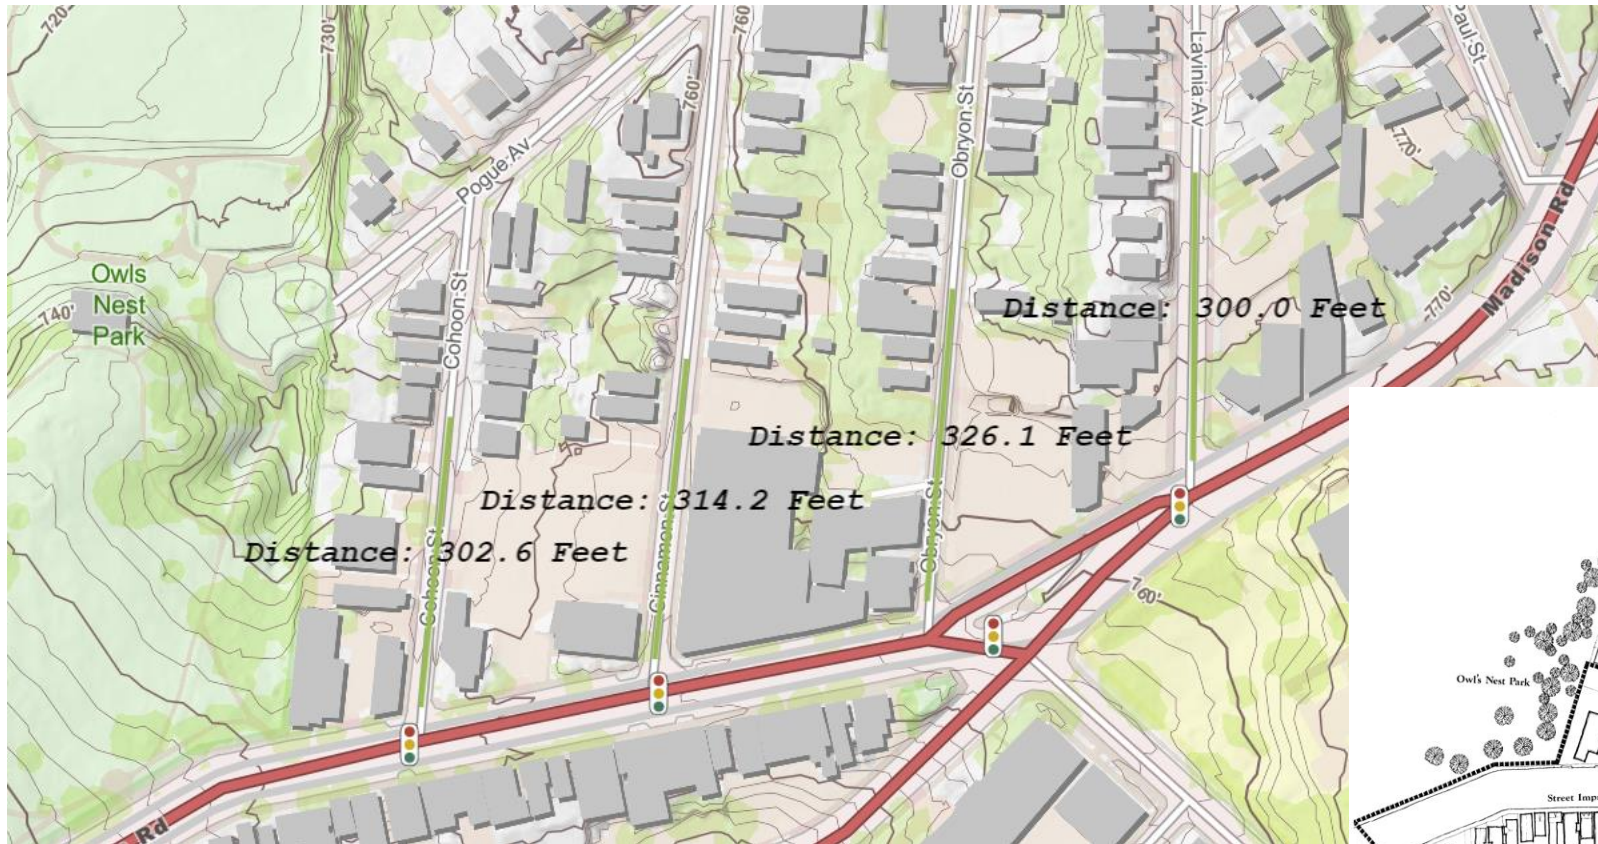 720
730'
760
Lavinia Av
Paul St
760'
Obryon St
770'
Pogue Av
Madison Rd
Owls
Nest
Park
740'
Cohoon St
Distance: 300.0 Feet
770'
Distance: 326.1 Feet
Distance: 314.2 Feet
Cinnamon St
Obryon St
Distance: 302.6 Feet
Cohoon St
760'
Owl's Nest Park
Street Impr
Rd